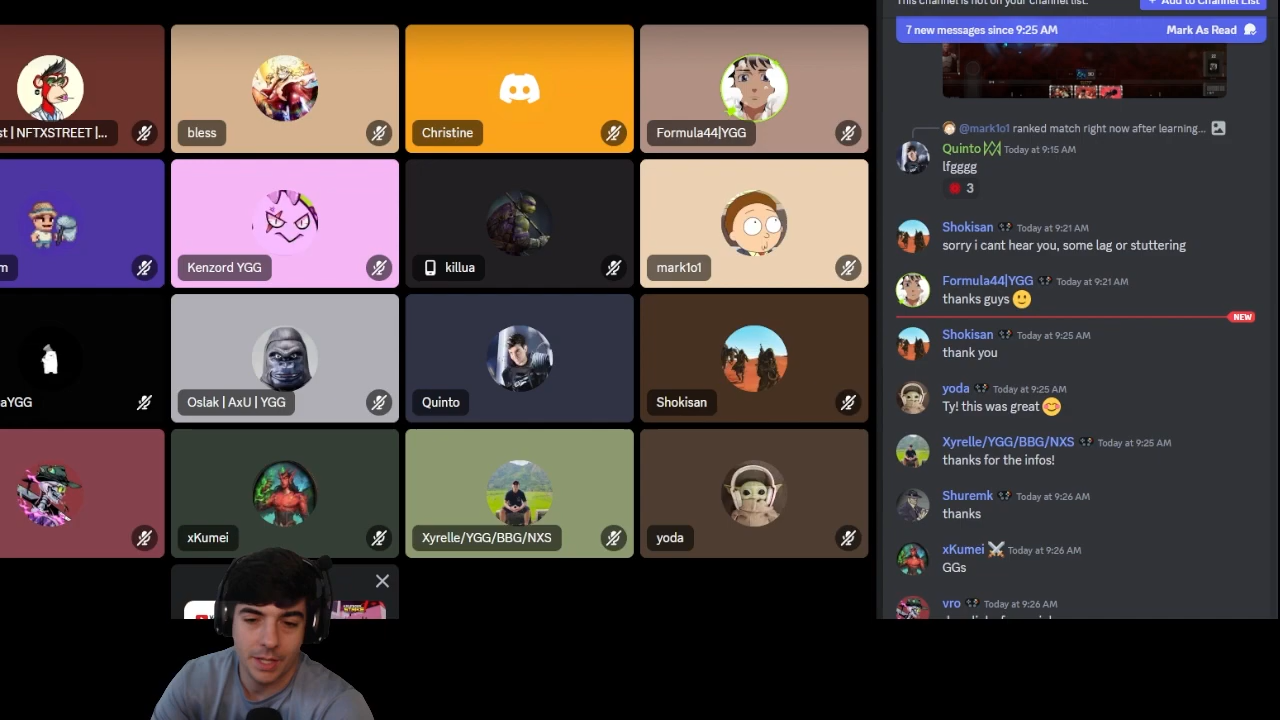 This channel is not on your channel list.
+ Add to Channel List
7 new messages since 9:25 AM
Mark As Read
st | NFTXSTREET |...
bless
Christine
Formula44|YGG
m
Kenzord YGG
killua
mark1o1
aYGG
Oslak | AxU | YGG
Quinto
Shokisan
xKumei
Xyrelle/YGG/BBG/NXS
yoda
@mark1o1 ranked match right now after learning...
Quinto Today at 9:15 AM
lfgggg
3
Shokisan Today at 9:21 AM
sorry i cant hear you, some lag or stuttering
Formula44|YGG Today at 9:21 AM
thanks guys 🙂
NEW
Shokisan Today at 9:25 AM
thank you
yoda Today at 9:25 AM
Ty! this was great 😊
Xyrelle/YGG/BBG/NXS Today at 9:25 AM
thanks for the infos!
Shuremk Today at 9:26 AM
thanks
xKumei Today at 9:26 AM
GGs
vro Today at 9:26 AM